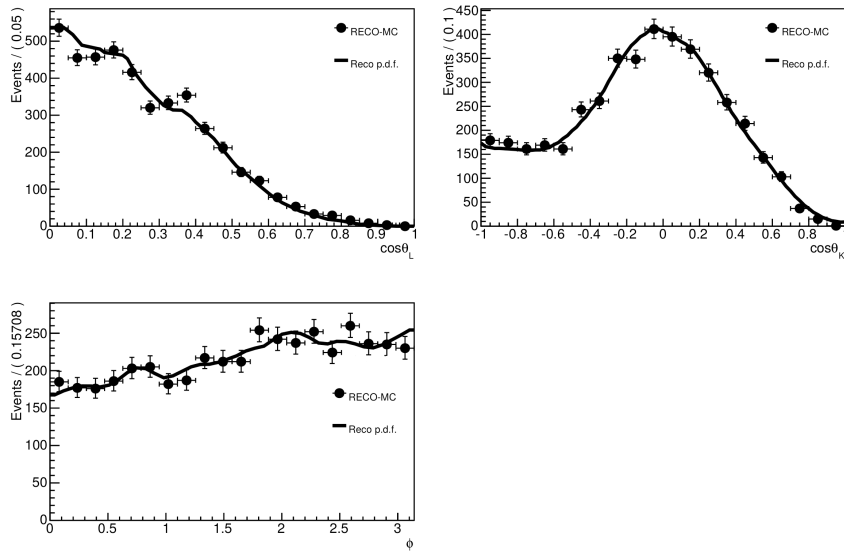 Events / ( 0.05 )
500
400
300
200
100
0
RECO-MC
Reco p.d.f.
0 0.1 0.2 0.3 0.4 0.5 0.6 0.7 0.8 0.9 1
cosθL
Events / ( 0.1 )
450
400
350
300
250
200
150
100
50
0
RECO-MC
Reco p.d.f.
-1 -0.8 -0.6 -0.4 -0.2 0 0.2 0.4 0.6 0.8 1
cosθK
Events / ( 0.15708 )
250
200
150
100
50
0
RECO-MC
Reco p.d.f.
0 0.5 1 1.5 2 2.5 3
ϕ